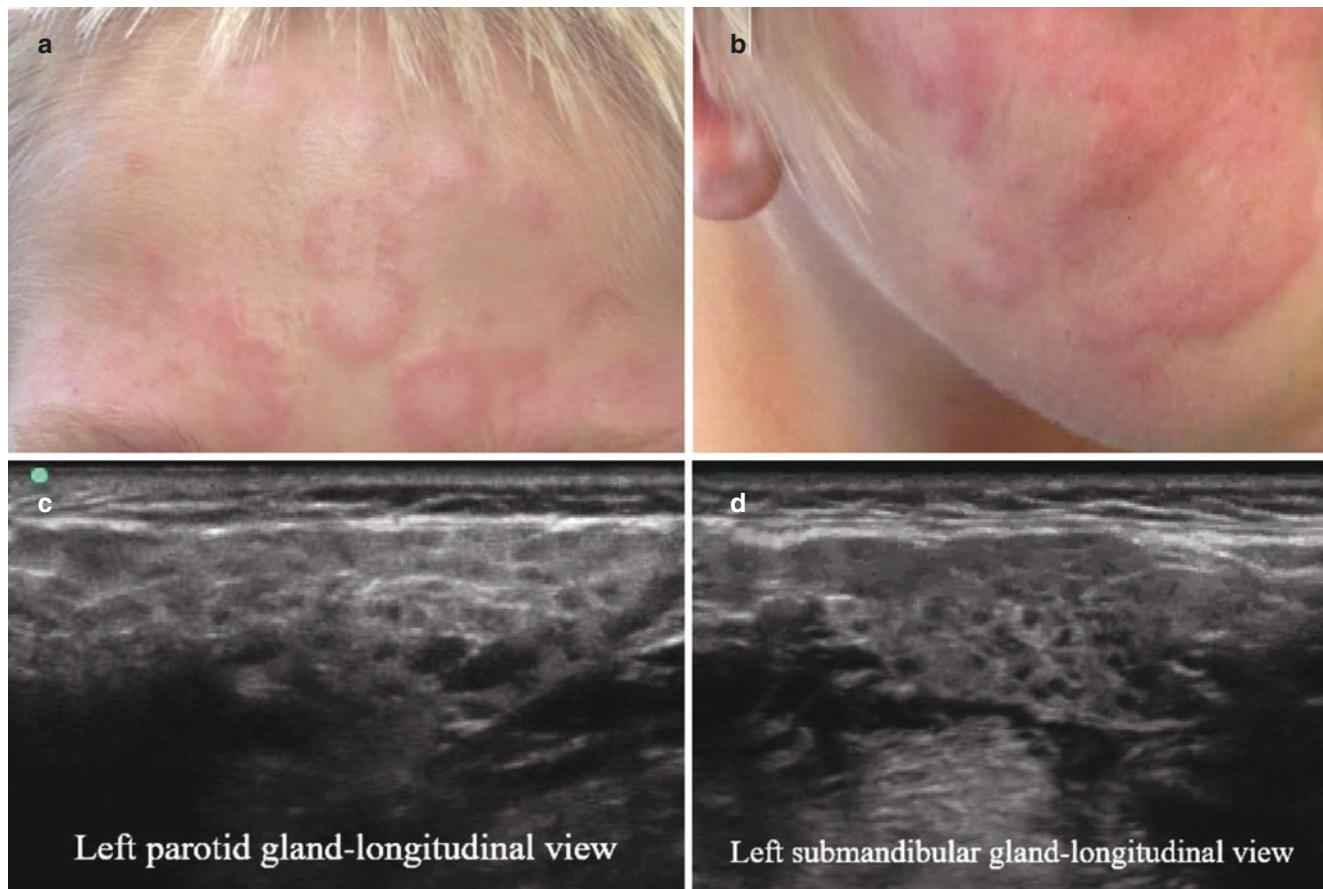 a
b
c
d
Left parotid gland-longitudinal view
Left submandibular gland-longitudinal view